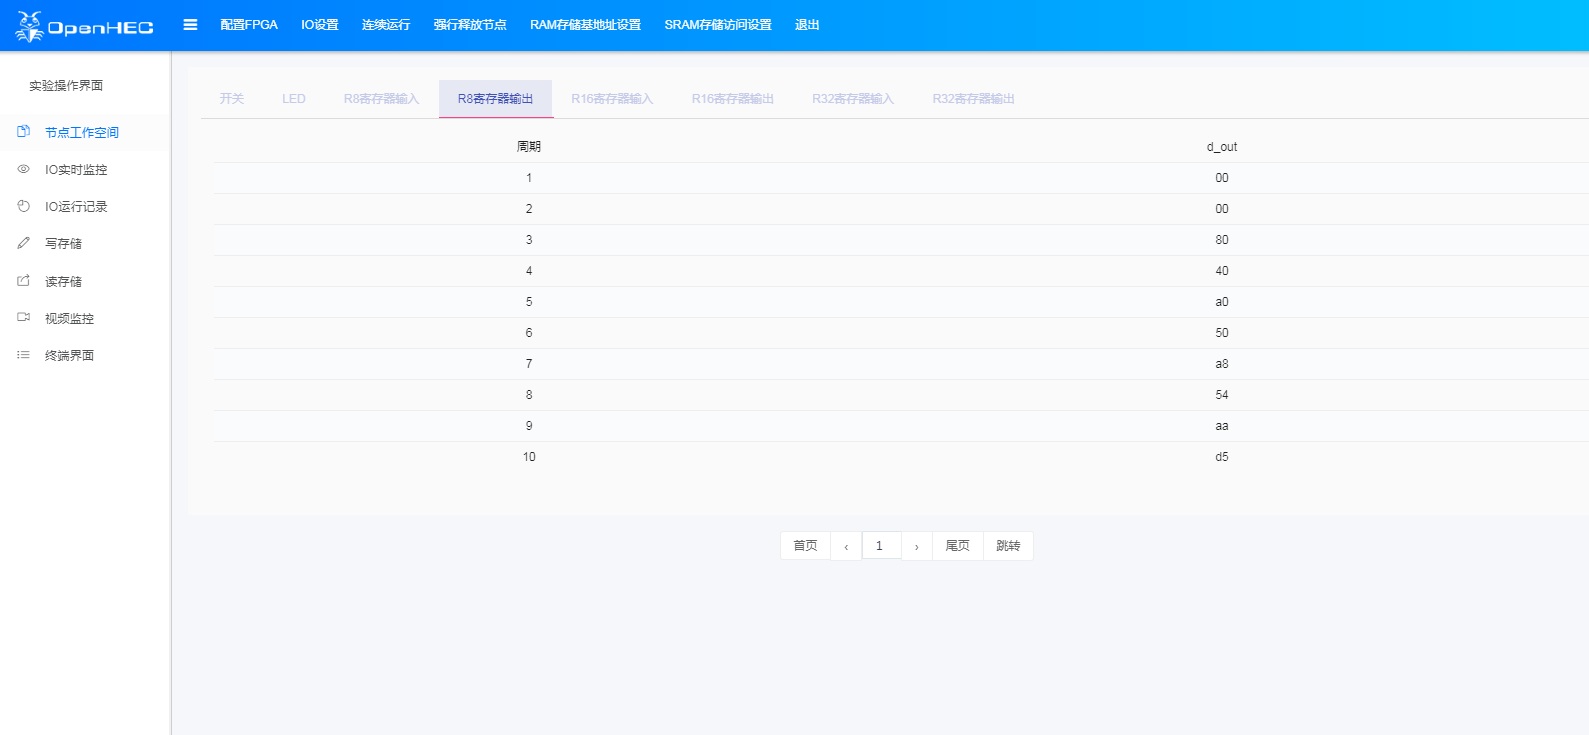 OpenHEC 配置FPGA IO设置 连续运行 强行释放节点 RAM存储基地址设置 SRAM存储访问设置 退出
实验操作界面
节点工作空间
IO实时监控
IO运行记录
写存储
读存储
视频监控
终端界面
开关 LED R8寄存器输入 R8寄存器输出 R16寄存器输入 R16寄存器输出 R32寄存器输入 R32寄存器输出
周期 d_out
1 00
2 00
3 80
4 40
5 a0
6 50
7 a8
8 54
9 aa
10 d5
首页 ‹ 1 › 尾页 跳转